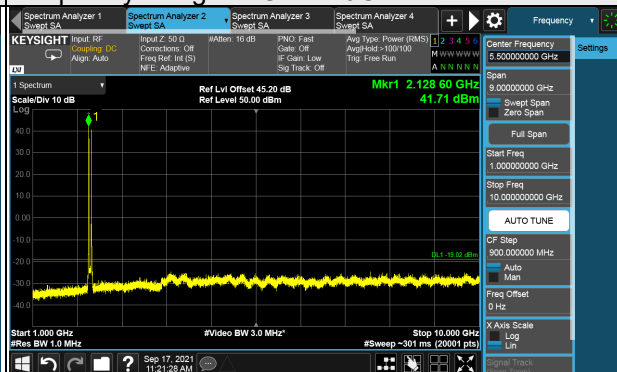 Spectrum Analyzer 1
Swept SA
Spectrum Analyzer 2
Swept SA
Spectrum Analyzer 3
Swept SA
Spectrum Analyzer 4
Swept SA
+
Frequency
KEYSIGHT
Input: RF
Coupling: DC
Align: Auto
Input Z: 50 Ω
Corrections: Off
Freq Ref: Int (S)
NFE: Adaptive
#Atten: 16 dB
PNO: Fast
Gate: Off
IF Gain: Low
Sig Track: Off
Avg Type: Power (RMS)
Avg|Hold:>100/100
Trig: Free Run
1 2 3 4 5 6
M W W W W W
A N N N N N
LXI
1 Spectrum
Scale/Div 10 dB
Log
Ref Lvl Offset 45.20 dB
Ref Level 50.00 dBm
Mkr1 2.128 60 GHz
41.71 dBm
1
40.0
30.0
20.0
10.0
0.00
-10.0
-20.0
-30.0
-40.0
DL1 -19.02 dBm
Start 1.000 GHz
#Res BW 1.0 MHz
#Video BW 3.0 MHz*
Stop 10.000 GHz
#Sweep ~301 ms (20001 pts)
?
Sep 17, 2021
11:21:28 AM
Center Frequency
5.500000000 GHz
Settings
Span
9.00000000 GHz
Swept Span
Zero Span
Full Span
Start Freq
1.000000000 GHz
Stop Freq
10.000000000 GHz
AUTO TUNE
CF Step
900.000000 MHz
Auto
Man
Freq Offset
0 Hz
X Axis Scale
Log
Lin
Signal Track